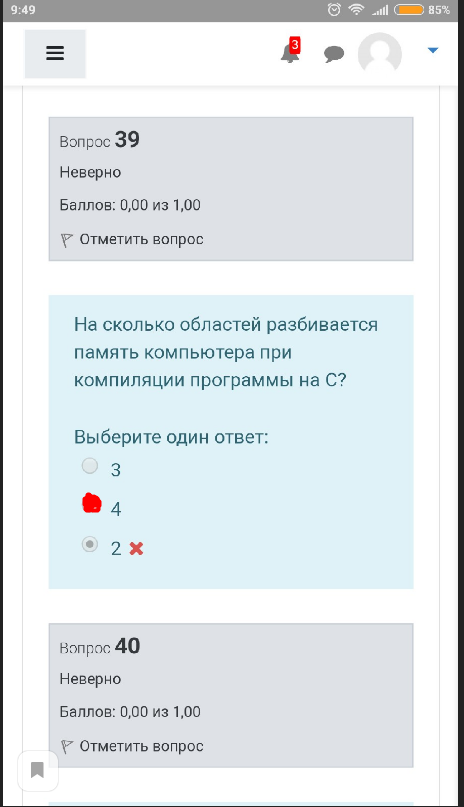 9:49
85%
3
Вопрос 39
Неверно
Баллов: 0,00 из 1,00
Отметить вопрос
На сколько областей разбивается
память компьютера при
компиляции программы на С?
Выберите один ответ:
3
4
2
Вопрос 40
Неверно
Баллов: 0,00 из 1,00
Отметить вопрос